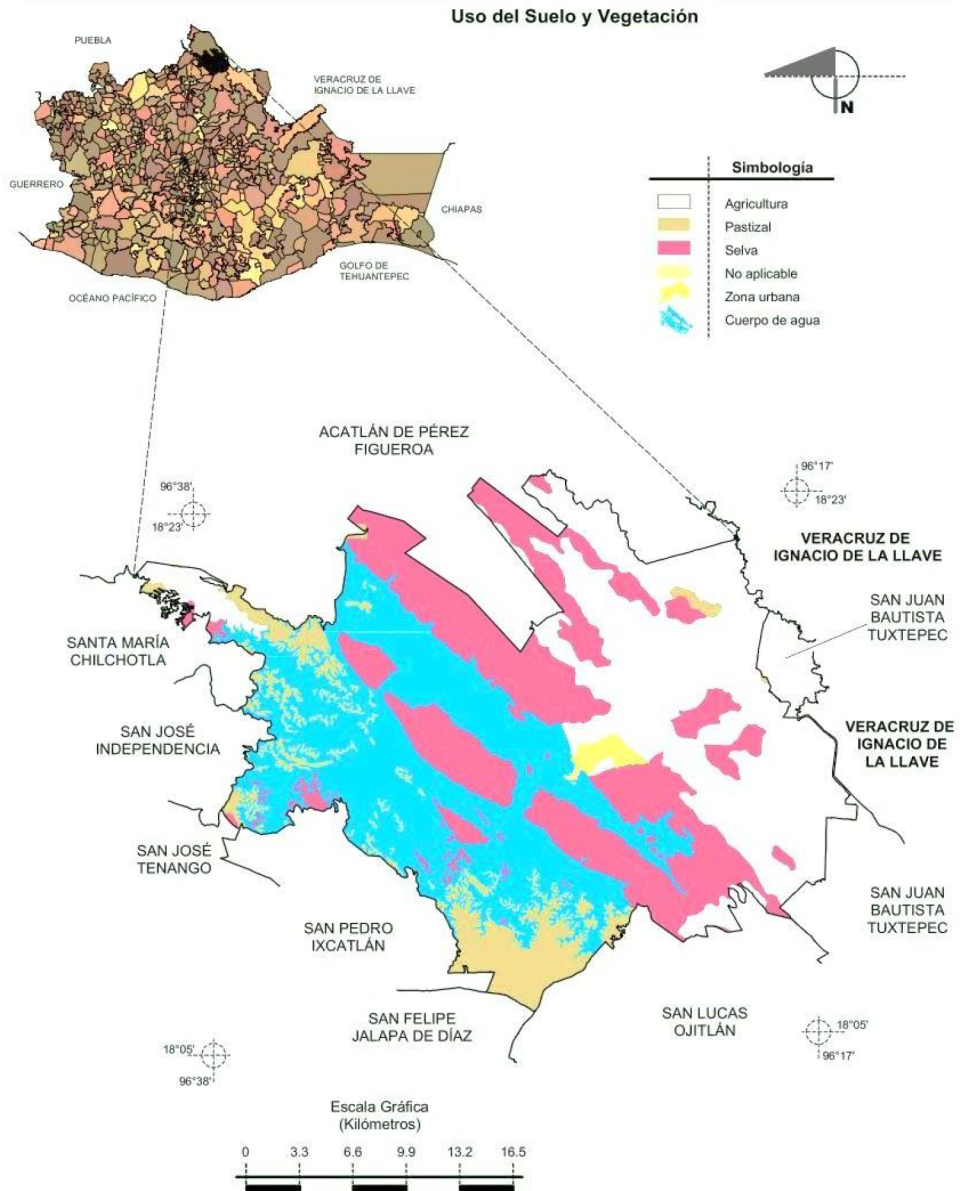 Uso del Suelo y Vegetación
PUEBLA
VERACRUZ DE
IGNACIO DE LA LLAVE
GUERRERO
CHIAPAS
GOLFO DE
TEHUANTEPEC
OCÉANO PACÍFICO
N
Simbología
Agricultura
Pastizal
Selva
No aplicable
Zona urbana
Cuerpo de agua
ACATLÁN DE PÉREZ
FIGUEROA
96°38'
18°23'
96°17'
18°23'
VERACRUZ DE
IGNACIO DE LA LLAVE
SAN JUAN
BAUTISTA
TUXTEPEC
SANTA MARÍA
CHILCHOTLA
SAN JOSÉ
INDEPENDENCIA
VERACRUZ DE
IGNACIO DE
LA LLAVE
SAN JOSÉ
TENANGO
SAN PEDRO
IXCATLÁN
SAN JUAN
BAUTISTA
TUXTEPEC
SAN FELIPE
JALAPA DE DÍAZ
SAN LUCAS
OJITLÁN
18°05'
96°38'
18°05'
96°17'
Escala Gráfica
(Kilómetros)
0 3.3 6.6 9.9 13.2 16.5